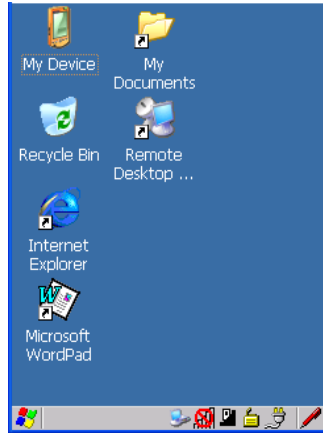 My Device
My
Documents
Recycle Bin
Remote
Desktop ...
Internet
Explorer
Microsoft
WordPad